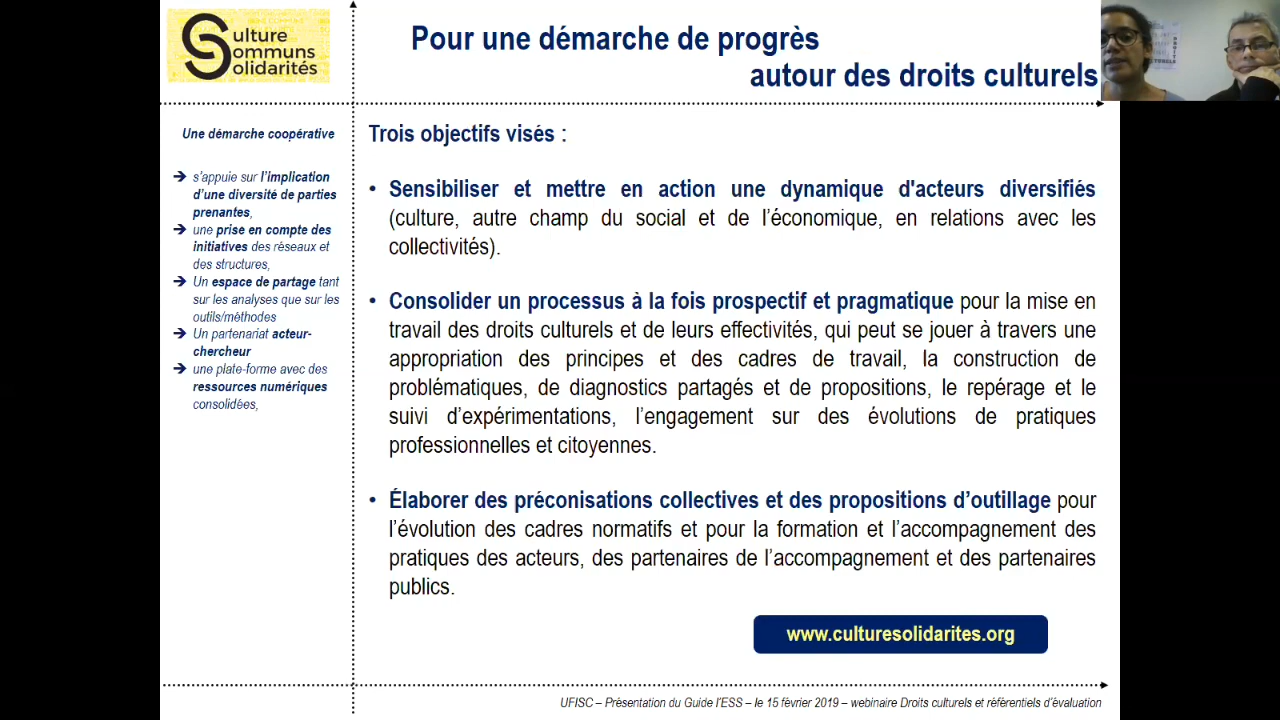 Culture
Communs
Solidarités
Pour une démarche de progrès
autour des droits culturels
Une démarche coopérative
→ s'appuie sur l'implication
d'une diversité de parties
prenantes,
→ une prise en compte des
initiatives des réseaux et
des structures,
→ Un espace de partage tant
sur les analyses que sur les
outils/méthodes
→ Un partenariat acteur-
chercheur
→ une plate-forme avec des
ressources numériques
consolidées,
Trois objectifs visés :
• Sensibiliser et mettre en action une dynamique d'acteurs diversifiés
(culture, autre champ du social et de l'économique, en relations avec les
collectivités).
• Consolider un processus à la fois prospectif et pragmatique pour la mise en
travail des droits culturels et de leurs effectivités, qui peut se jouer à travers une
appropriation des principes et des cadres de travail, la construction de
problématiques, de diagnostics partagés et de propositions, le repérage et le
suivi d'expérimentations, l'engagement sur des évolutions de pratiques
professionnelles et citoyennes.
• Élaborer des préconisations collectives et des propositions d'outillage pour
l'évolution des cadres normatifs et pour la formation et l'accompagnement des
pratiques des acteurs, des partenaires de l'accompagnement et des partenaires
publics.
www.culturesolidarites.org
UFISC – Présentation du Guide l'ESS – le 15 février 2019 – webinaire Droits culturels et référentiels d'évaluation